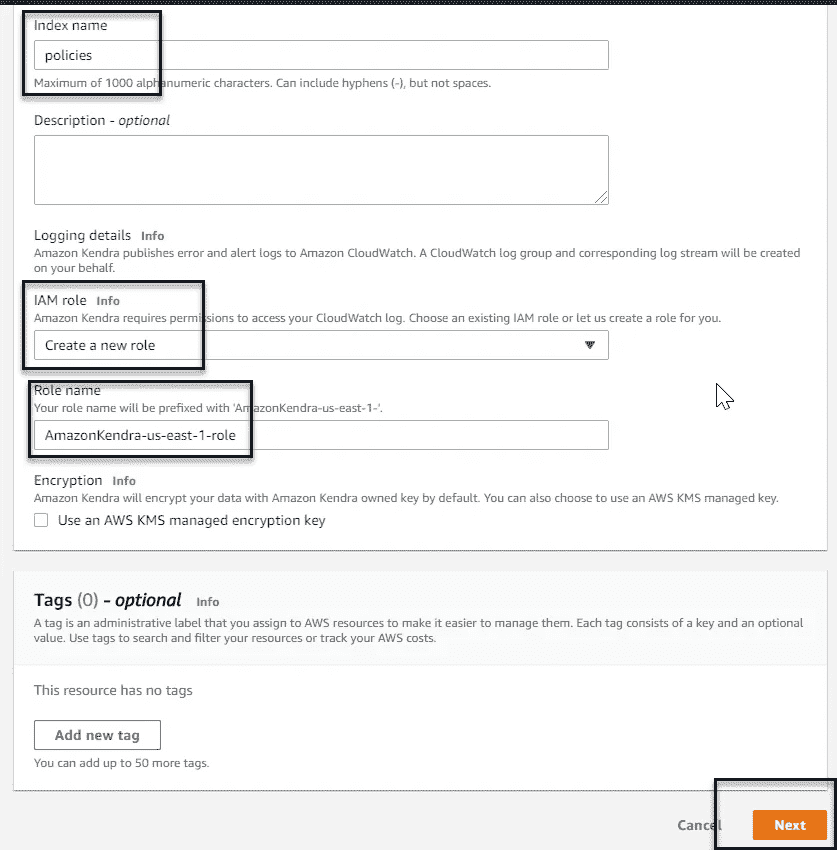 Index name
policies
Maximum of 1000 alphanumeric characters. Can include hyphens (-), but not spaces.
Description - optional
Logging details Info
Amazon Kendra publishes error and alert logs to Amazon CloudWatch. A CloudWatch log group and corresponding log stream will be created
on your behalf.
IAM role Info
Amazon Kendra requires permissions to access your CloudWatch log. Choose an existing IAM role or let us create a role for you.
Create a new role
Role name
Your role name will be prefixed with 'AmazonKendra-us-east-1-'.
AmazonKendra-us-east-1-role
Encryption Info
Amazon Kendra will encrypt your data with Amazon Kendra owned key by default. You can also choose to use an AWS KMS managed key.
Use an AWS KMS managed encryption key
Tags (0) - optional Info
A tag is an administrative label that you assign to AWS resources to make it easier to manage them. Each tag consists of a key and an optional
value. Use tags to search and filter your resources or track your AWS costs.
This resource has no tags
Add new tag
You can add up to 50 more tags.
Cancel Next